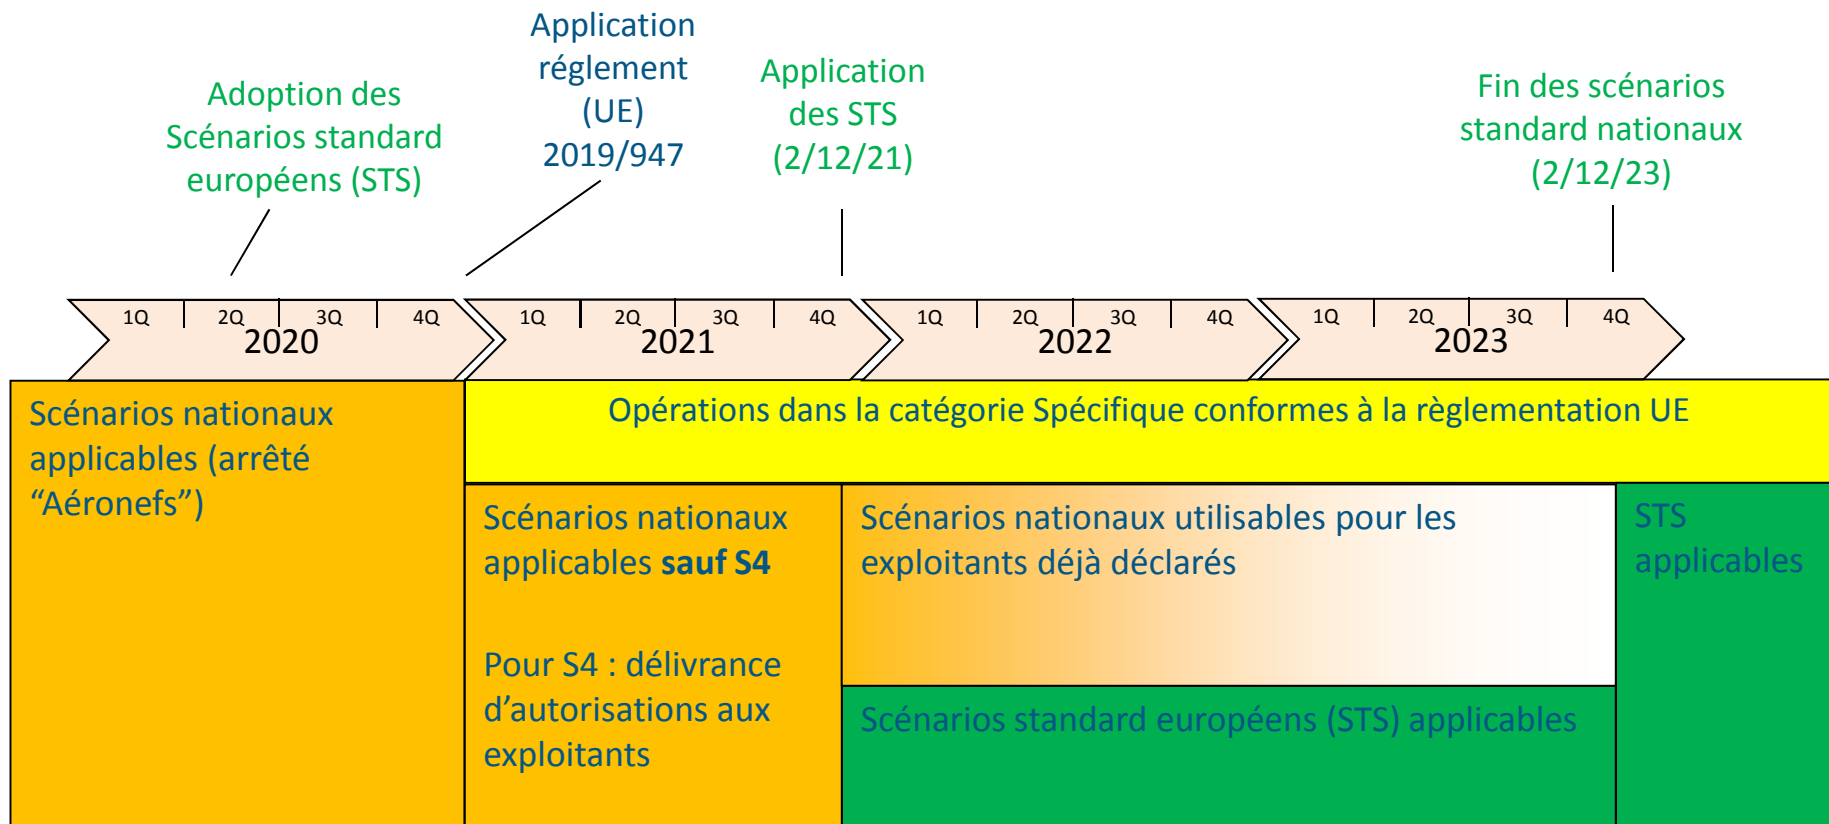 Adoption des
Scénarios standard
européens (STS)
Application
réglement
(UE)
2019/947
Application
des STS
(2/12/21)
Fin des scénarios
standard nationaux
(2/12/23)
1Q 2Q 3Q 4Q
2020
1Q 2Q 3Q 4Q
2021
1Q 2Q 3Q 4Q
2022
1Q 2Q 3Q 4Q
2023
Scénarios nationaux
applicables (arrêté
“Aéronefs”)
Opérations dans la catégorie Spécifique conformes à la règlementation UE
Scénarios nationaux
applicables sauf S4
Pour S4 : délivrance
d’autorisations aux
exploitants
Scénarios nationaux utilisables pour les
exploitants déjà déclarés
Scénarios standard européens (STS) applicables
STS
applicables